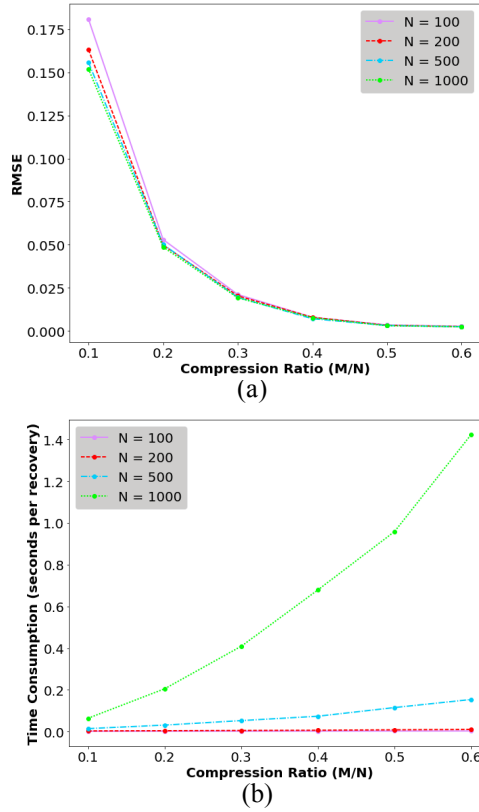 0.175
0.150
0.125
0.100
0.075
0.050
0.025
0.000
RMSE
N = 100
N = 200
N = 500
N = 1000
0.1 0.2 0.3 0.4 0.5 0.6
Compression Ratio (M/N)
(a)
1.4
1.2
1.0
0.8
0.6
0.4
0.2
0.0
Time Consumption (seconds per recovery)
N = 100
N = 200
N = 500
N = 1000
0.1 0.2 0.3 0.4 0.5 0.6
Compression Ratio (M/N)
(b)